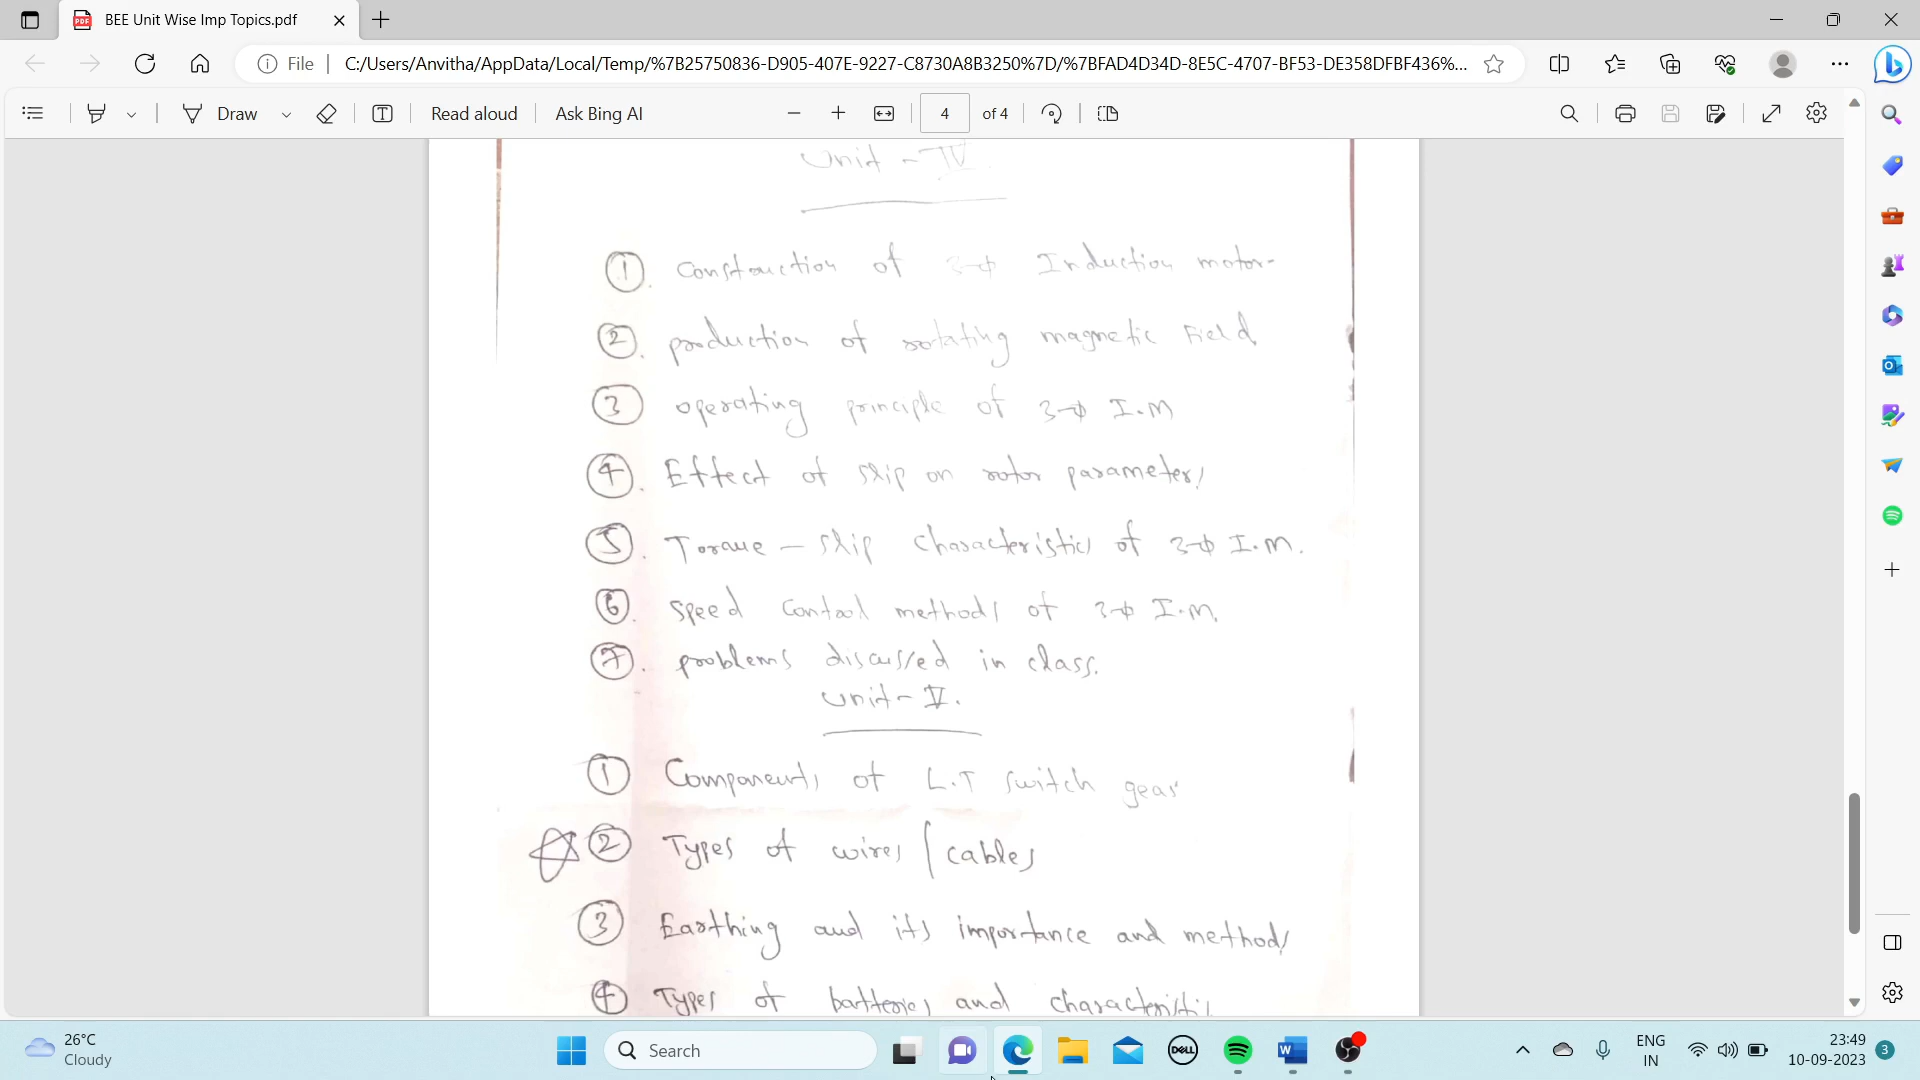 BEE Unit Wise Imp Topics.pdf
File C:/Users/Anvitha/AppData/Local/Temp/%7B25750836-D905-407E-9227-C8730A8B3250%7D/%7BFAD4D34D-8E5C-4707-BF53-DE358DFBF436%...
Draw Read aloud Ask Bing AI 4 of 4
Unit - IV.
1. Construction of 3-ϕ Induction motor-
2. production of rotating magnetic Field
3 operating principle of 3-ϕ I.M
4. Effect of slip on rotor parameters
5. Torque - slip characteristics of 3-ϕ I.M.
6. speed control methods of 3-ϕ I.M.
7. problems discussed in class.
unit - V.
1 Components of L.T switch gear
2 Types of wires / cables
3 Earthing and its importance and methods
4 Types of batteries and
26°C
Cloudy
Search
DELL
W
ENG
IN
23:49
10-09-2023
3